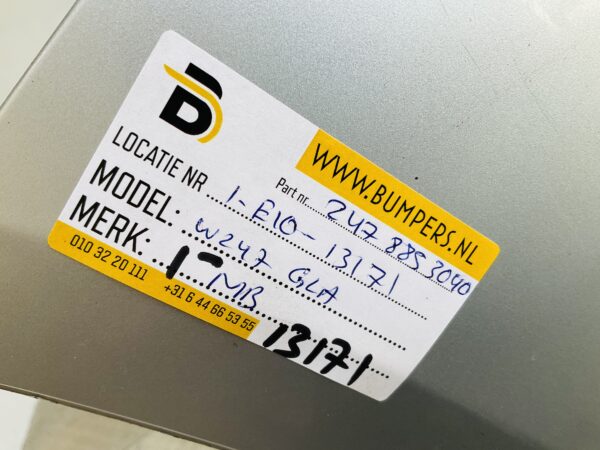 B
WWW.BUMPERS.NL
Part nr. 247 885 3040
LOCATIE NR 1-E10-13171
MODEL: W247 GLA
MERK: MB
1- 13171
010 32 20 111 +31 6 44 66 53 55